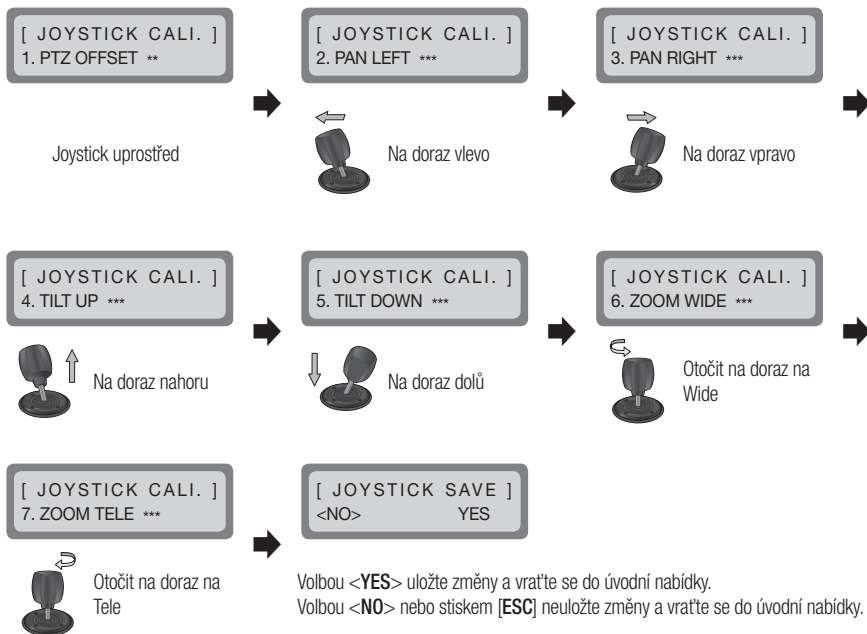 [ JOYSTICK CALI. ]
1. PTZ OFFSET **
Joystick uprostřed
[ JOYSTICK CALI. ]
2. PAN LEFT ***
Na doraz vlevo
[ JOYSTICK CALI. ]
3. PAN RIGHT ***
Na doraz vpravo
[ JOYSTICK CALI. ]
4. TILT UP ***
Na doraz nahoru
[ JOYSTICK CALI. ]
5. TILT DOWN ***
Na doraz dolů
[ JOYSTICK CALI. ]
6. ZOOM WIDE ***
Otočit na doraz na
Wide
[ JOYSTICK CALI. ]
7. ZOOM TELE ***
Otočit na doraz na
Tele
[ JOYSTICK SAVE ]
<NO> YES
Volbou <YES> uložte změny a vraťte se do úvodní nabídky.
Volbou <NO> nebo stiskem [ESC] neuložte změny a vraťte se do úvodní nabídky.